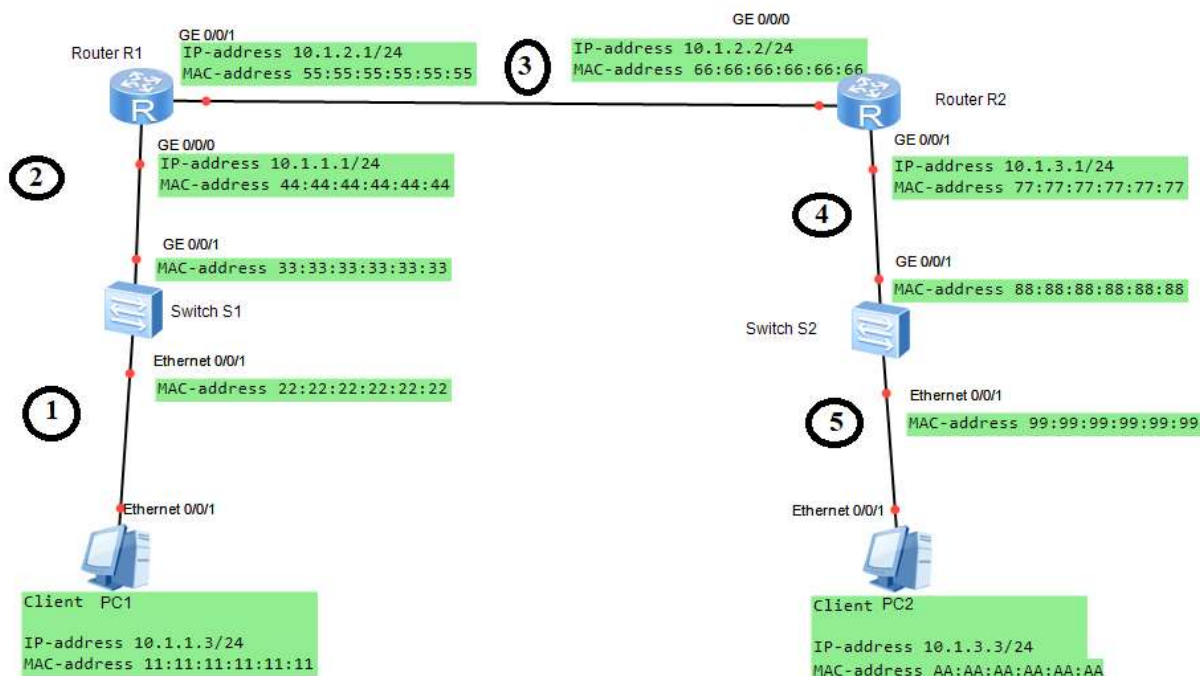 GE 0/0/1
Router R1
IP-address 10.1.2.1/24
MAC-address 55:55:55:55:55:55
3
GE 0/0/0
IP-address 10.1.2.2/24
MAC-address 66:66:66:66:66:66
Router R2
2
GE 0/0/0
IP-address 10.1.1.1/24
MAC-address 44:44:44:44:44:44
GE 0/0/1
IP-address 10.1.3.1/24
MAC-address 77:77:77:77:77:77
4
GE 0/0/1
MAC-address 33:33:33:33:33:33
Switch S1
GE 0/0/1
MAC-address 88:88:88:88:88:88
Switch S2
Ethernet 0/0/1
MAC-address 22:22:22:22:22:22
1
Ethernet 0/0/1
MAC-address 99:99:99:99:99:99
5
Ethernet 0/0/1
Ethernet 0/0/1
Client PC1
IP-address 10.1.1.3/24
MAC-address 11:11:11:11:11:11
Client PC2
IP-address 10.1.3.3/24
MAC-address AA:AA:AA:AA:AA:AA
R
R